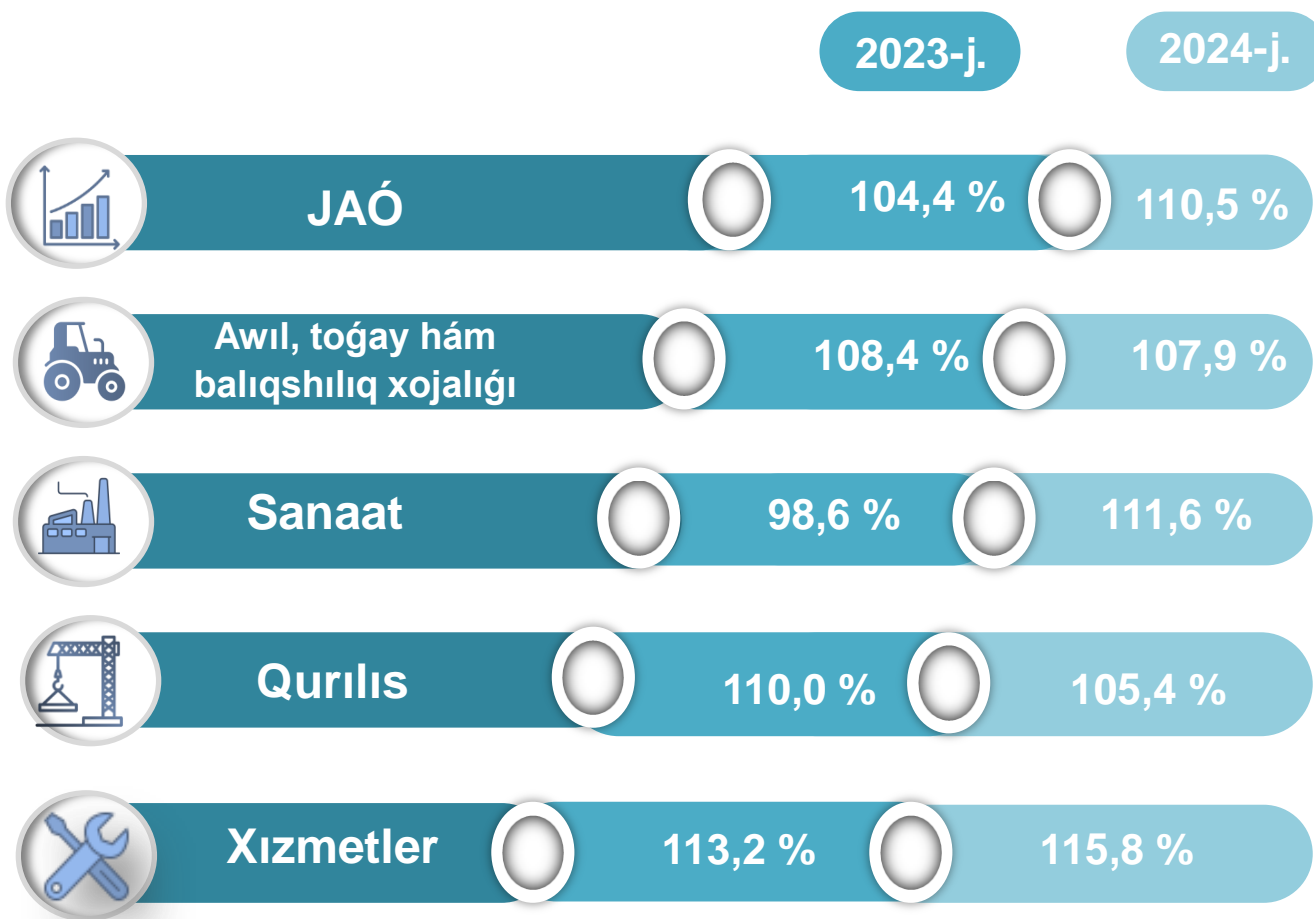 2023-j.
2024-j.
JAÓ
104,4 %
110,5 %
Awıl, toǵay hám
balıqshılıq xojalıǵı
108,4 %
107,9 %
Sanaat
98,6 %
111,6 %
Qurılıs
110,0 %
105,4 %
Xızmetler
113,2 %
115,8 %